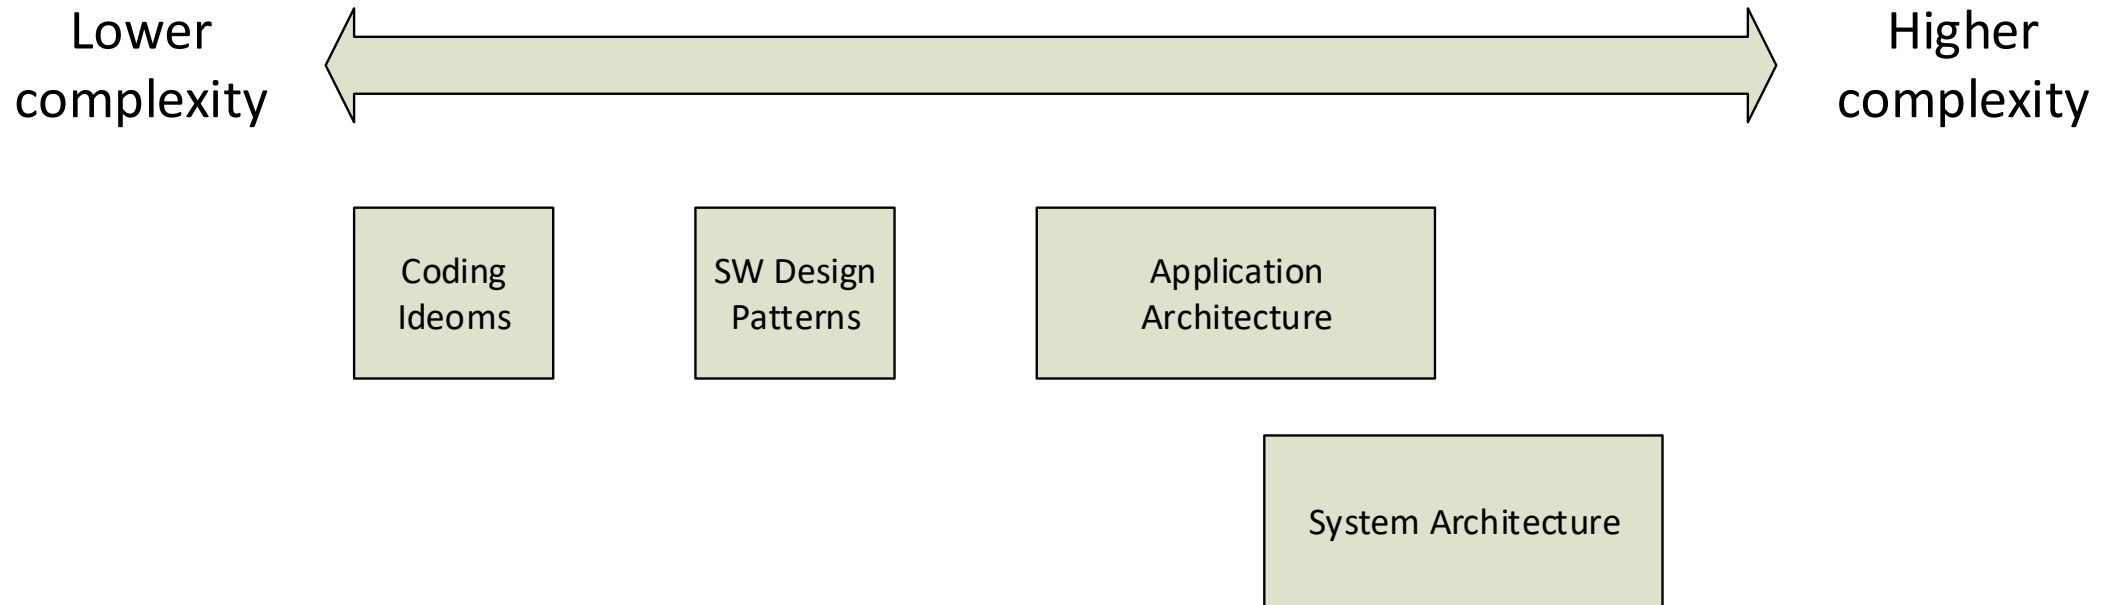 Lower
complexity
Higher
complexity
Coding
Ideoms
SW Design
Patterns
Application
Architecture
System Architecture